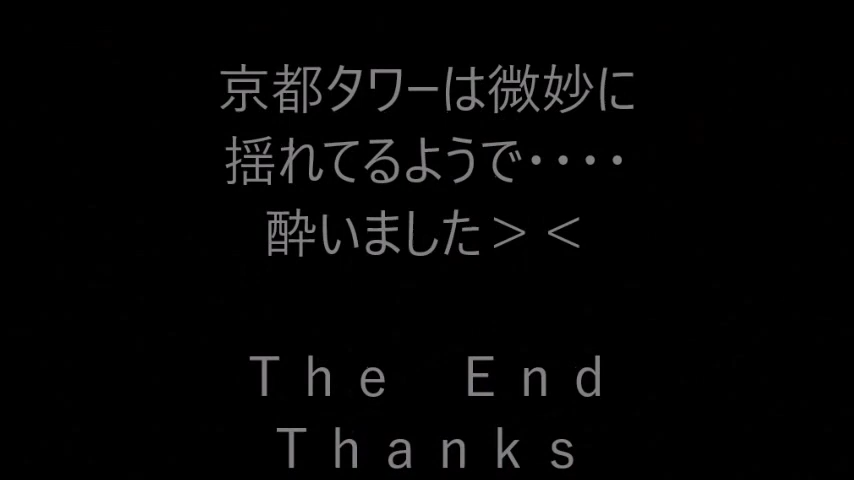 京都タワーは微妙に
揺れてるようで・・・・
酔いました＞＜
Ｔｈｅ　Ｅｎｄ
Ｔｈａｎｋｓ